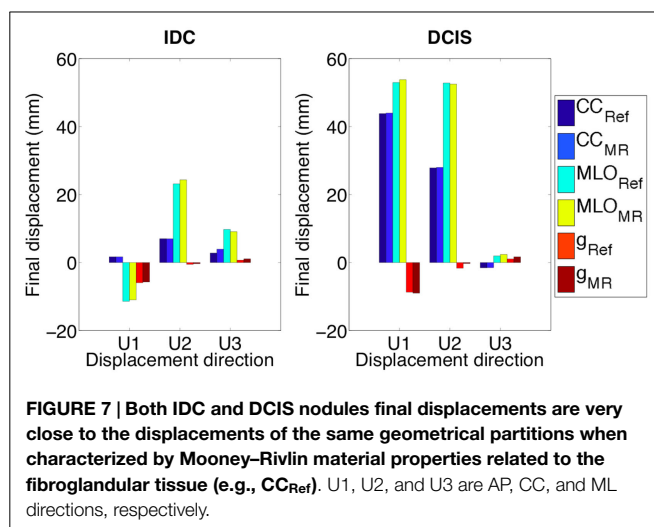 IDC
DCIS
Final displacement (mm)
60
40
20
0
−20
U1 U2 U3
Displacement direction
Final displacement (mm)
60
40
20
0
−20
U1 U2 U3
Displacement direction
CC_Ref
CC_MR
MLO_Ref
MLO_MR
g_Ref
g_MR
FIGURE 7 | Both IDC and DCIS nodules final displacements are very
close to the displacements of the same geometrical partitions when
characterized by Mooney–Rivlin material properties related to the
fibroglandular tissue (e.g., CC_Ref). U1, U2, and U3 are AP, CC, and ML
directions, respectively.